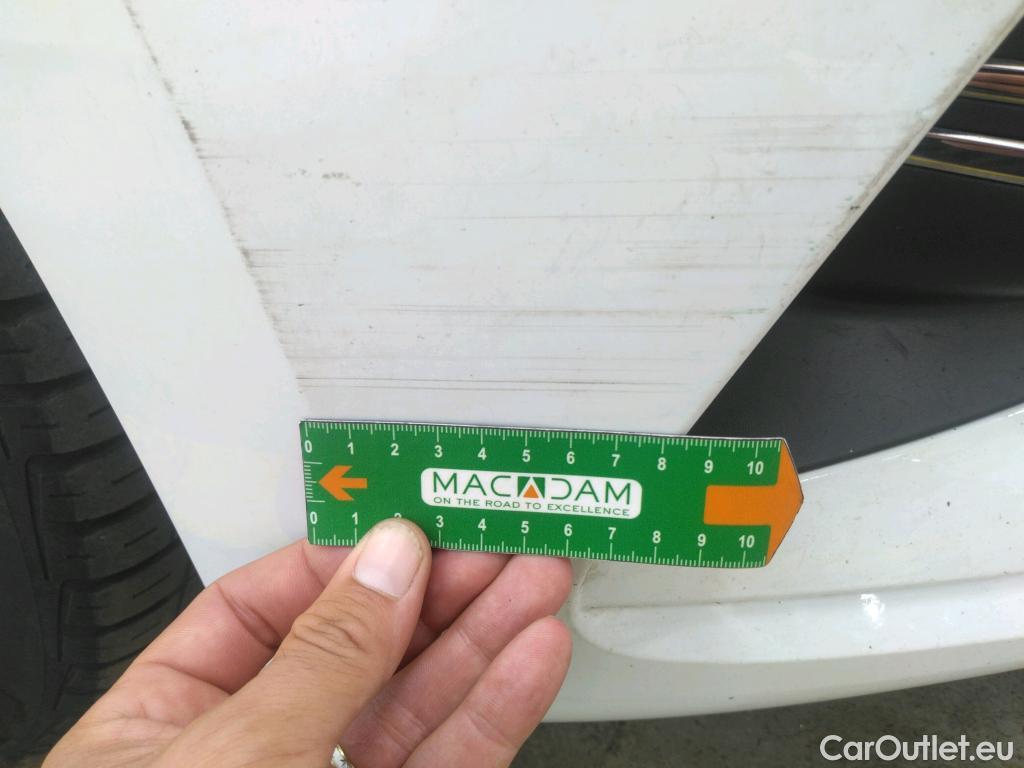 0 1 2 3 4 5 6 7 8 9 10
MACADAM
ON THE ROAD TO EXCELLENCE
0 1 2 3 4 5 6 7 8 9 10
CarOutlet.eu